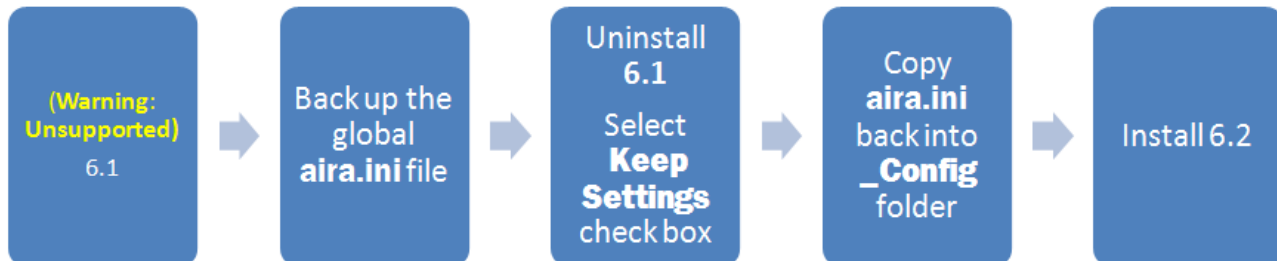 (Warning:
Unsupported)
6.1
Back up the
global
aira.ini file
Uninstall
6.1
Select
Keep
Settings
check box
Copy
aira.ini
back into
_Config
folder
Install 6.2